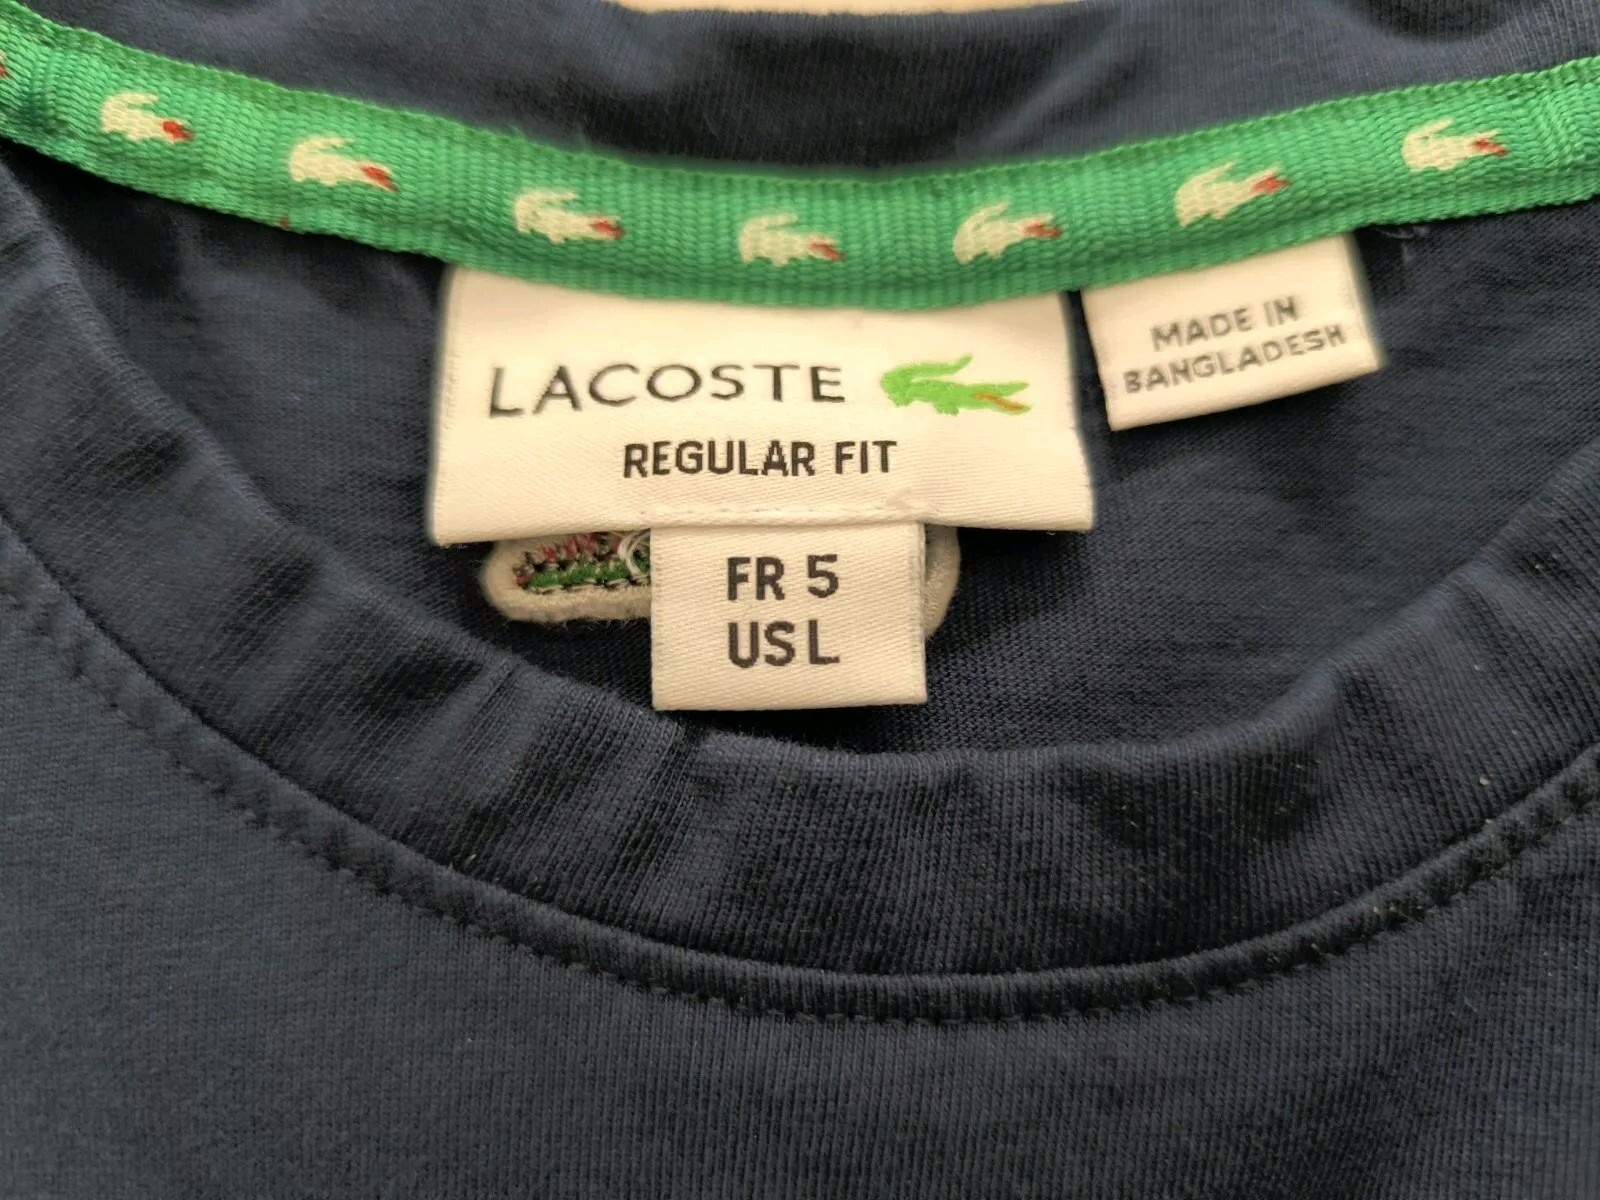 LACOSTE
REGULAR FIT
FR 5
US L
MADE IN
BANGLADESH